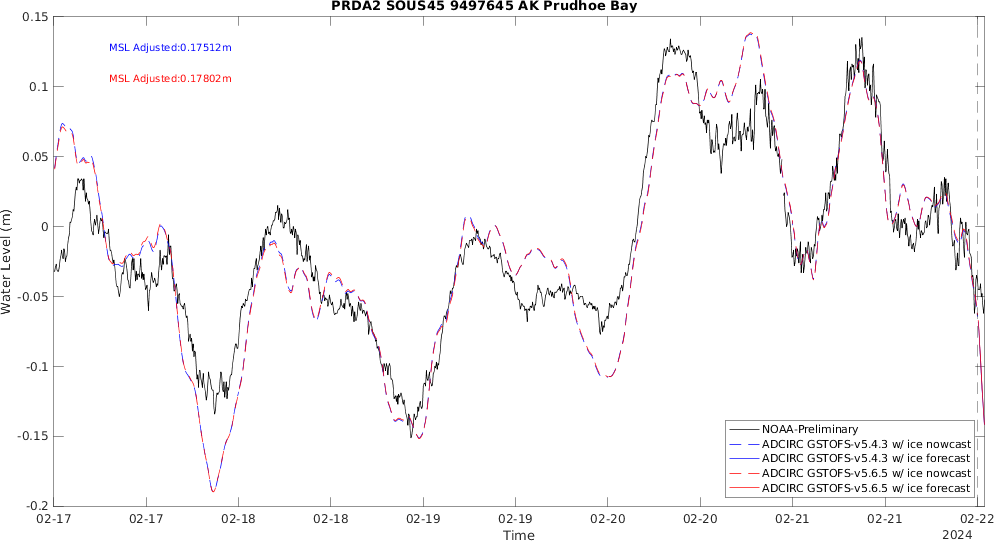 PRDA2 SOUS45 9497645 AK Prudhoe Bay
0.15
MSL Adjusted:0.17512m
MSL Adjusted:0.17802m
0.1
0.05
0
-0.05
-0.1
-0.15
-0.2
Water Level (m)
NOAA-Preliminary
ADCIRC GSTOFS-v5.4.3 w/ ice nowcast
ADCIRC GSTOFS-v5.4.3 w/ ice forecast
ADCIRC GSTOFS-v5.6.5 w/ ice nowcast
ADCIRC GSTOFS-v5.6.5 w/ ice forecast
02-17 02-17 02-18 02-18 02-19 02-19 02-20 02-20 02-21 02-21 02-22
Time
2024